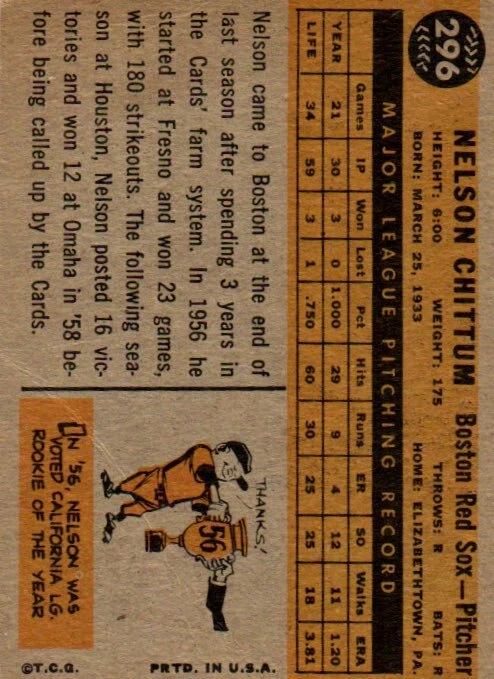 296
NELSON CHITTUM Boston Red Sox—Pitcher
HEIGHT: 6:00 WEIGHT: 175 THROWS: R BATS: R
BORN: MARCH 25, 1933 HOME: ELIZABETHTOWN, PA.
MAJOR LEAGUE PITCHING RECORD
Games IP Won Lost Pct Hits Runs ER SO Walks ERA
YEAR 21 30 3 0 1.000 29 9 4 12 11 1.20
LIFE 34 59 3 1 .750 60 30 25 25 18 3.81
Nelson came to Boston at the end of
last season after spending 3 years in
the Cards' farm system. In 1956 he
started at Fresno and won 23 games,
with 180 strikeouts. The following sea-
son at Houston, Nelson posted 16 vic-
tories and won 12 at Omaha in '58 be-
fore being called up by the Cards.
THANKS!
56
IN '56, NELSON WAS
VOTED CALIFORNIA LG.
ROOKIE OF THE YEAR
©T.C.G. PRTD. IN U.S.A.